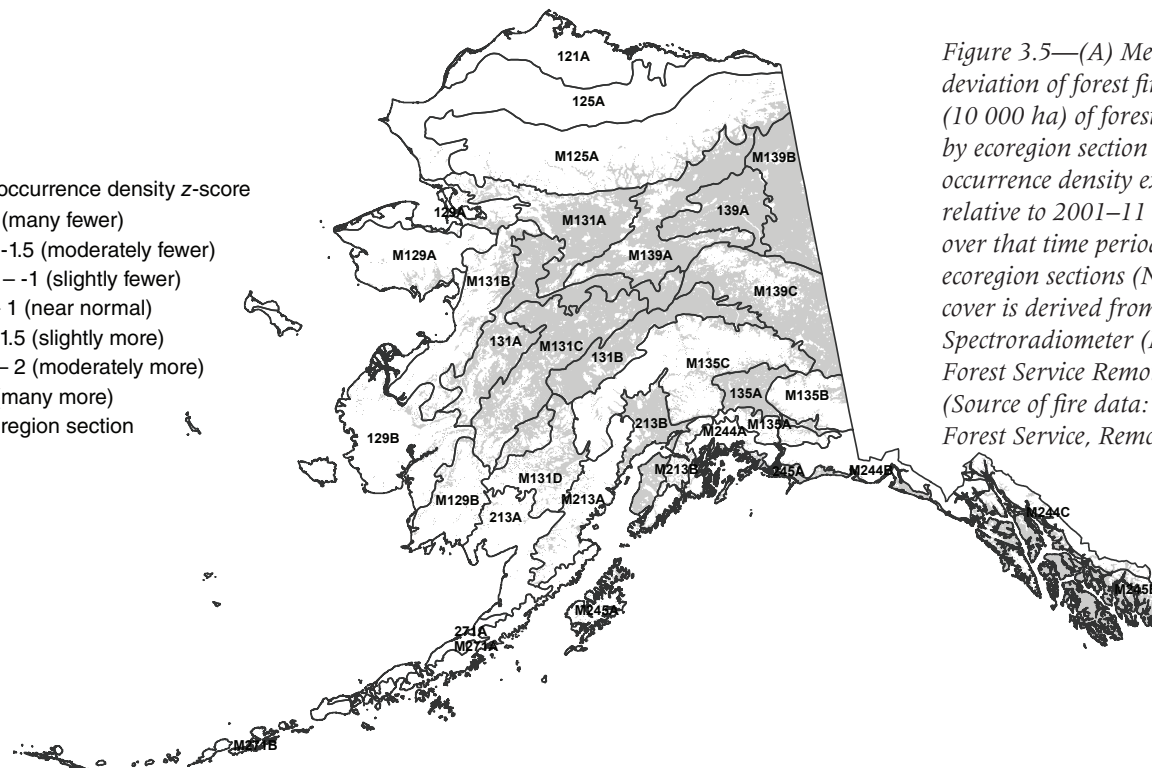 occurrence density z-score
(many fewer)
-1.5 (moderately fewer)
– -1 (slightly fewer)
1 (near normal)
1.5 (slightly more)
– 2 (moderately more)
many more)
region section
121A
125A
M125A
M139B
129A
M131A
139A
M129A
M131B
M139A
M139C
131A
M131C
131B
M135C
135A
M135B
213B
M244A
M135A
129B
M213B
245A
M244B
M131D
M129B
M213A
213A
M244C
M245B
M245A
271A
M271A
M271B
Figure 3.5—(A) Me
deviation of forest fir
(10 000 ha) of forest
by ecoregion section
occurrence density ex
relative to 2001–11
over that time period
ecoregion sections (N
cover is derived from
Spectroradiometer (
Forest Service Remo
(Source of fire data:
Forest Service, Remo